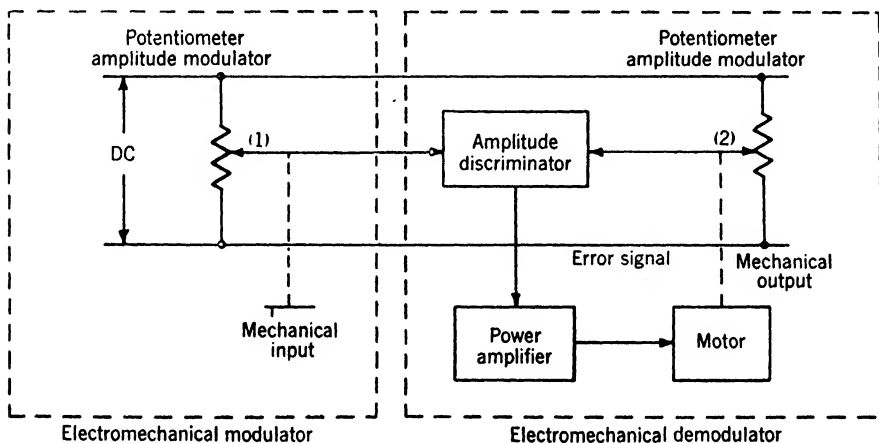 Potentiometer
amplitude modulator
Potentiometer
amplitude modulator
(1)
Amplitude
discriminator
(2)
DC
Error signal
Mechanical
output
Mechanical
input
Power
amplifier
Motor
Electromechanical modulator
Electromechanical demodulator